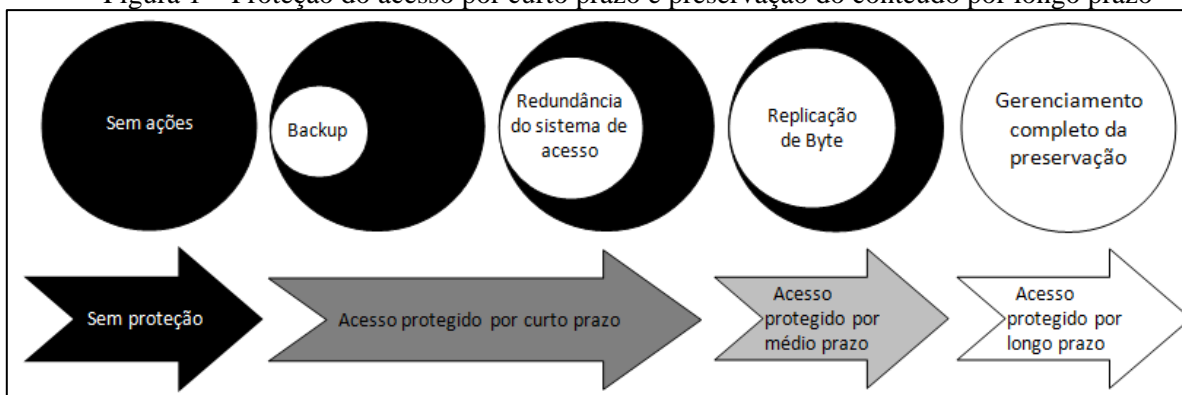 Figura 1 – Proteção do acesso por curto prazo e preservação do conteúdo por longo prazo
Sem ações
Backup
Redundância
do sistema de
acesso
Replicação
de Byte
Gerenciamento
completo da
preservação
Sem proteção
Acesso protegido por curto prazo
Acesso
protegido por
médio prazo
Acesso
protegido por
longo prazo